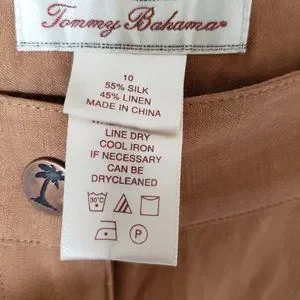 Tommy Bahama®
10
55% SILK
45% LINEN
MADE IN CHINA
LINE DRY
COOL IRON
IF NECESSARY
CAN BE
DRYCLEANED
30°C
P